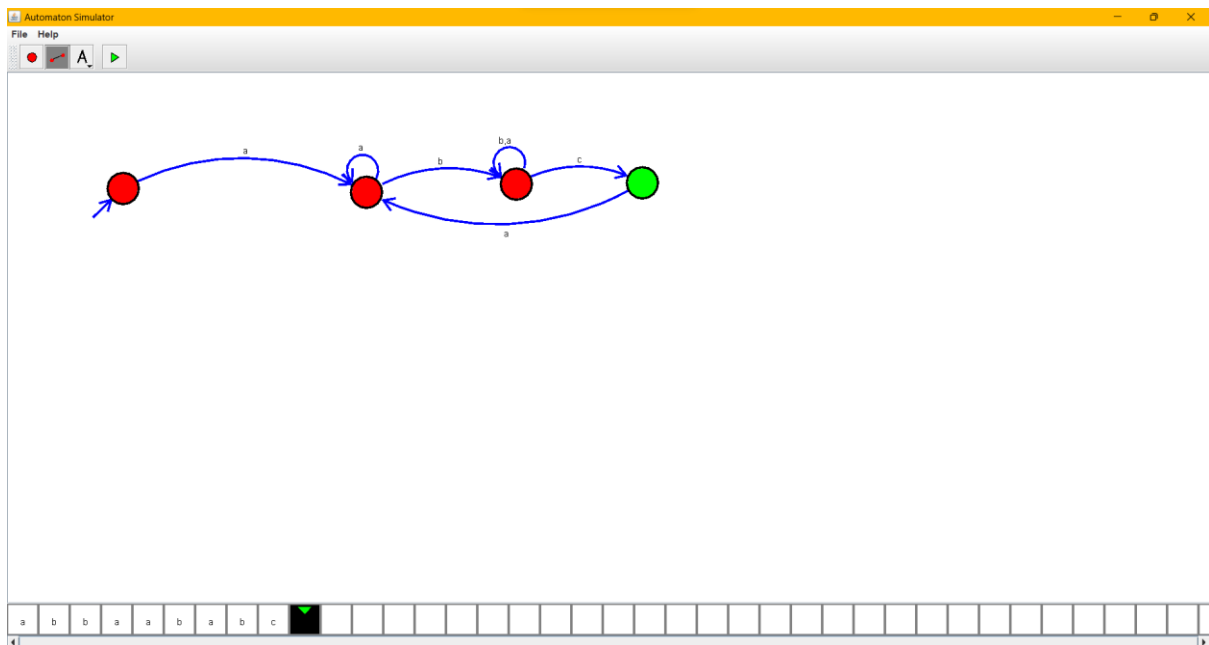 Automaton Simulator
File Help
A
b,a
a a b c
a
a b b a a b a b c